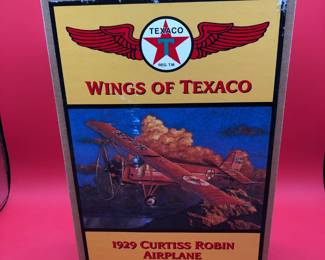 TEXACO
T
REG. T.M.
WINGS OF TEXACO
1929 CURTISS ROBIN
AIRPLANE